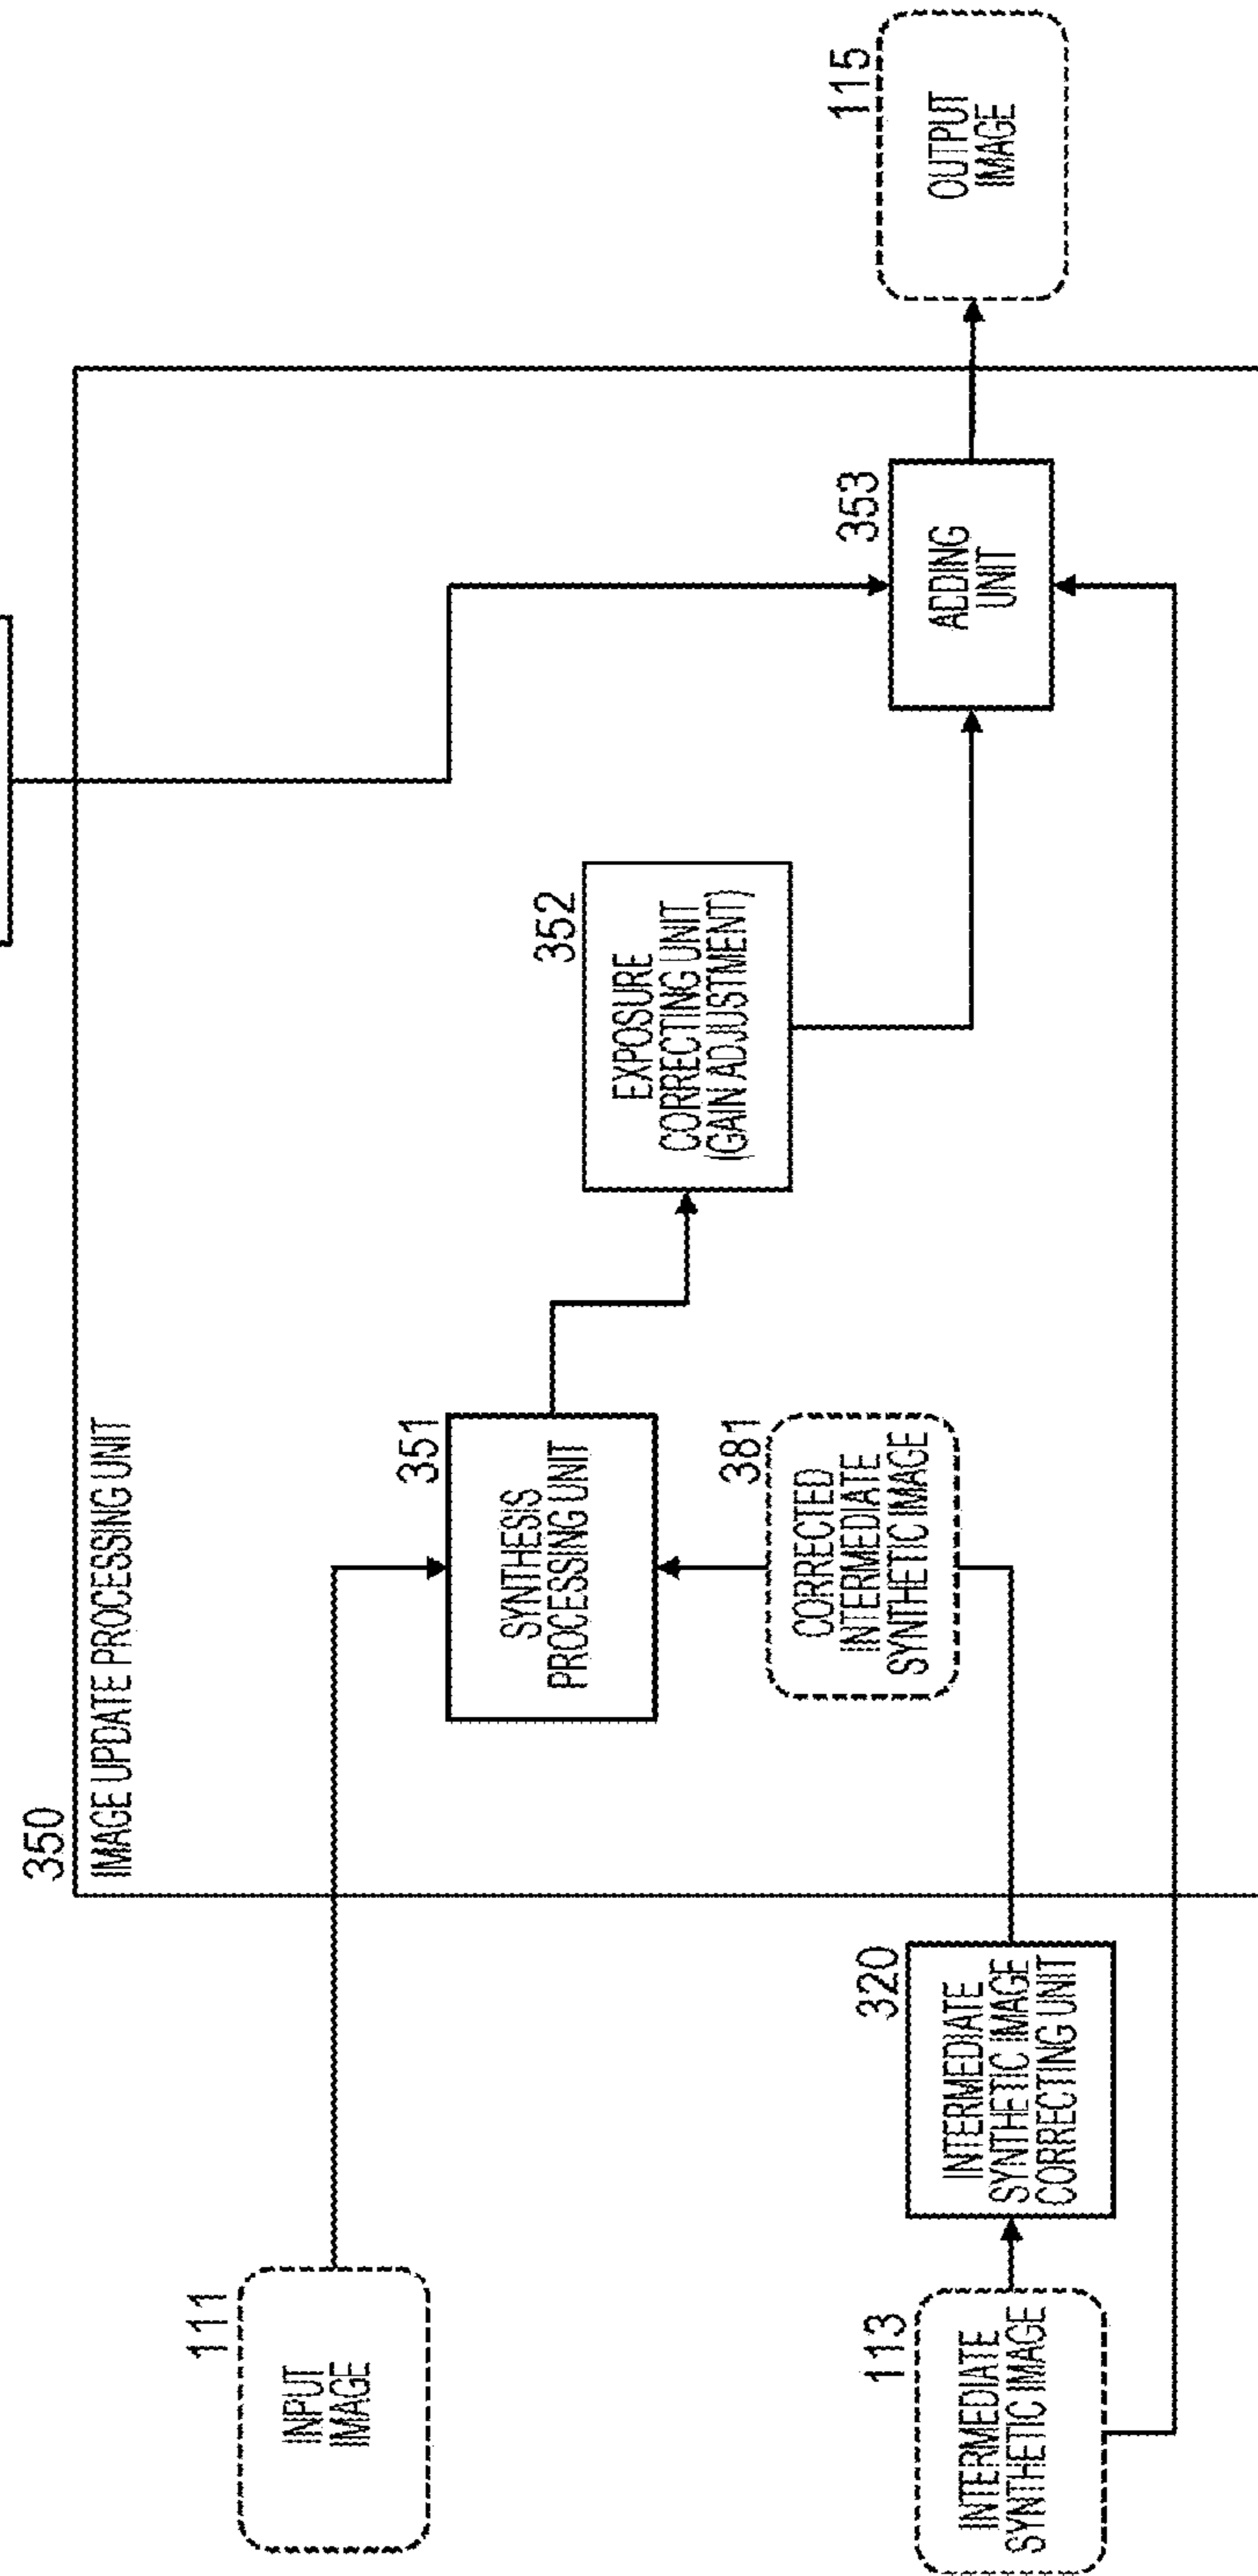 350
IMAGE UPDATE PROCESSING UNIT
111
INPUT
IMAGE
351
SYNTHESIS
PROCESSING UNIT
352
EXPOSURE
CORRECTING UNIT
(GAIN ADJUSTMENT)
381
CORRECTED
INTERMEDIATE
SYNTHETIC IMAGE
113
INTERMEDIATE
SYNTHETIC IMAGE
320
INTERMEDIATE
SYNTHETIC IMAGE
CORRECTING UNIT
353
ADDING
UNIT
115
OUTPUT
IMAGE